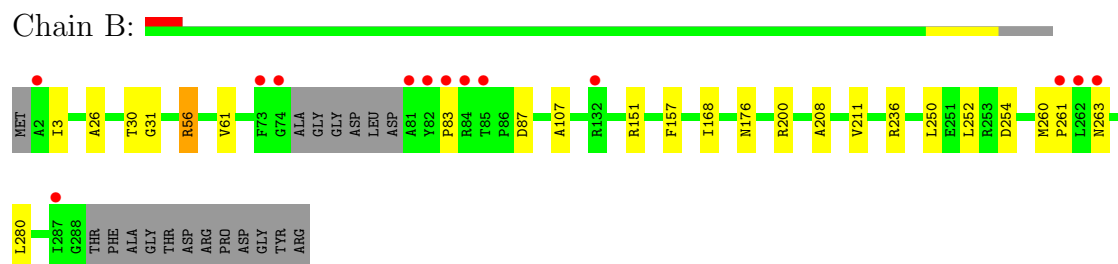 Chain B:
MET A2 I3 A26 T30 G31 R56 V61 F73 G74 ALA GLY GLY ASP LEU ASP A81 Y82 P83 R84 T85 P86 D87 A107 R132 R151 F157 I168 N176 R200 A208 V211 R236 L250 E251 L252 R253 D254 M260 P261 L262 N263
L280 I287 G288 THR PHE ALA GLY THR ASP ARG PRO ASP GLY TYR ARG